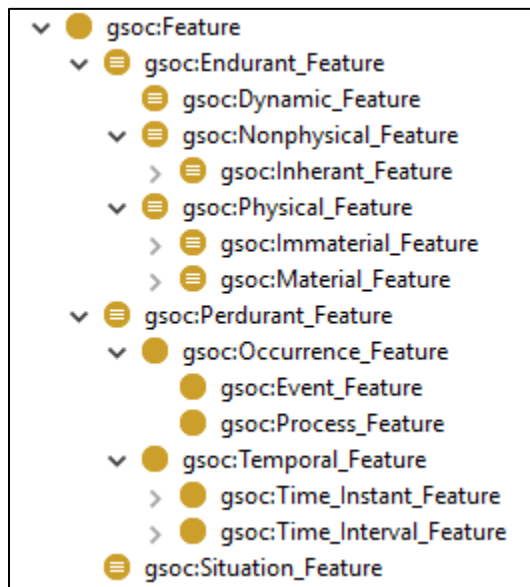 gsoc:Feature
gsoc:Endurant_Feature
gsoc:Dynamic_Feature
gsoc:Nonphysical_Feature
gsoc:Inherant_Feature
gsoc:Physical_Feature
gsoc:Immaterial_Feature
gsoc:Material_Feature
gsoc:Perdurant_Feature
gsoc:Occurrence_Feature
gsoc:Event_Feature
gsoc:Process_Feature
gsoc:Temporal_Feature
gsoc:Time_Instant_Feature
gsoc:Time_Interval_Feature
gsoc:Situation_Feature